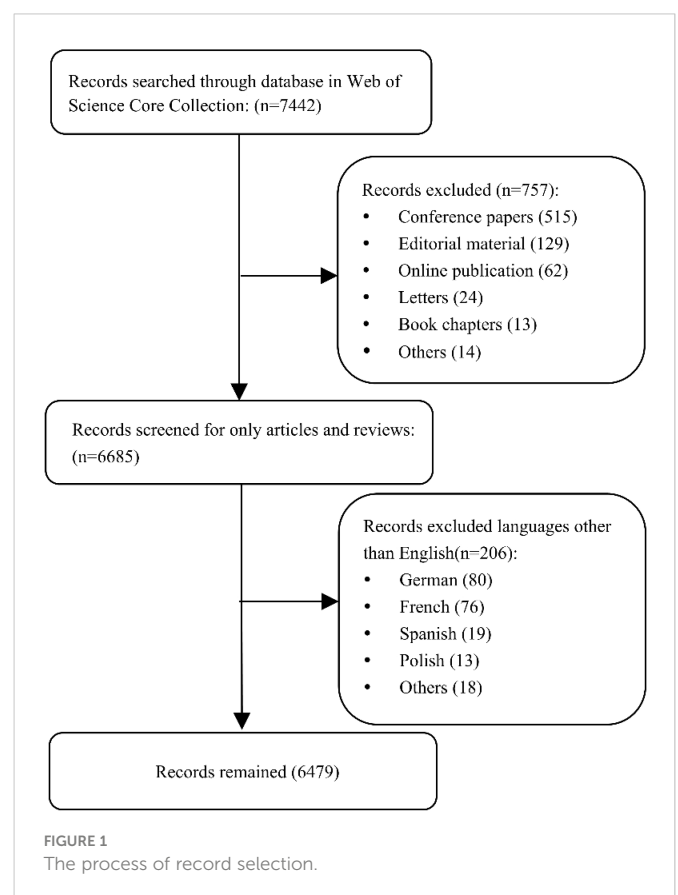 Records searched through database in Web of
Science Core Collection: (n=7442)
Records excluded (n=757):
• Conference papers (515)
• Editorial material (129)
• Online publication (62)
• Letters (24)
• Book chapters (13)
• Others (14)
Records screened for only articles and reviews:
(n=6685)
Records excluded languages other
than English(n=206):
• German (80)
• French (76)
• Spanish (19)
• Polish (13)
• Others (18)
Records remained (6479)
FIGURE 1
The process of record selection.